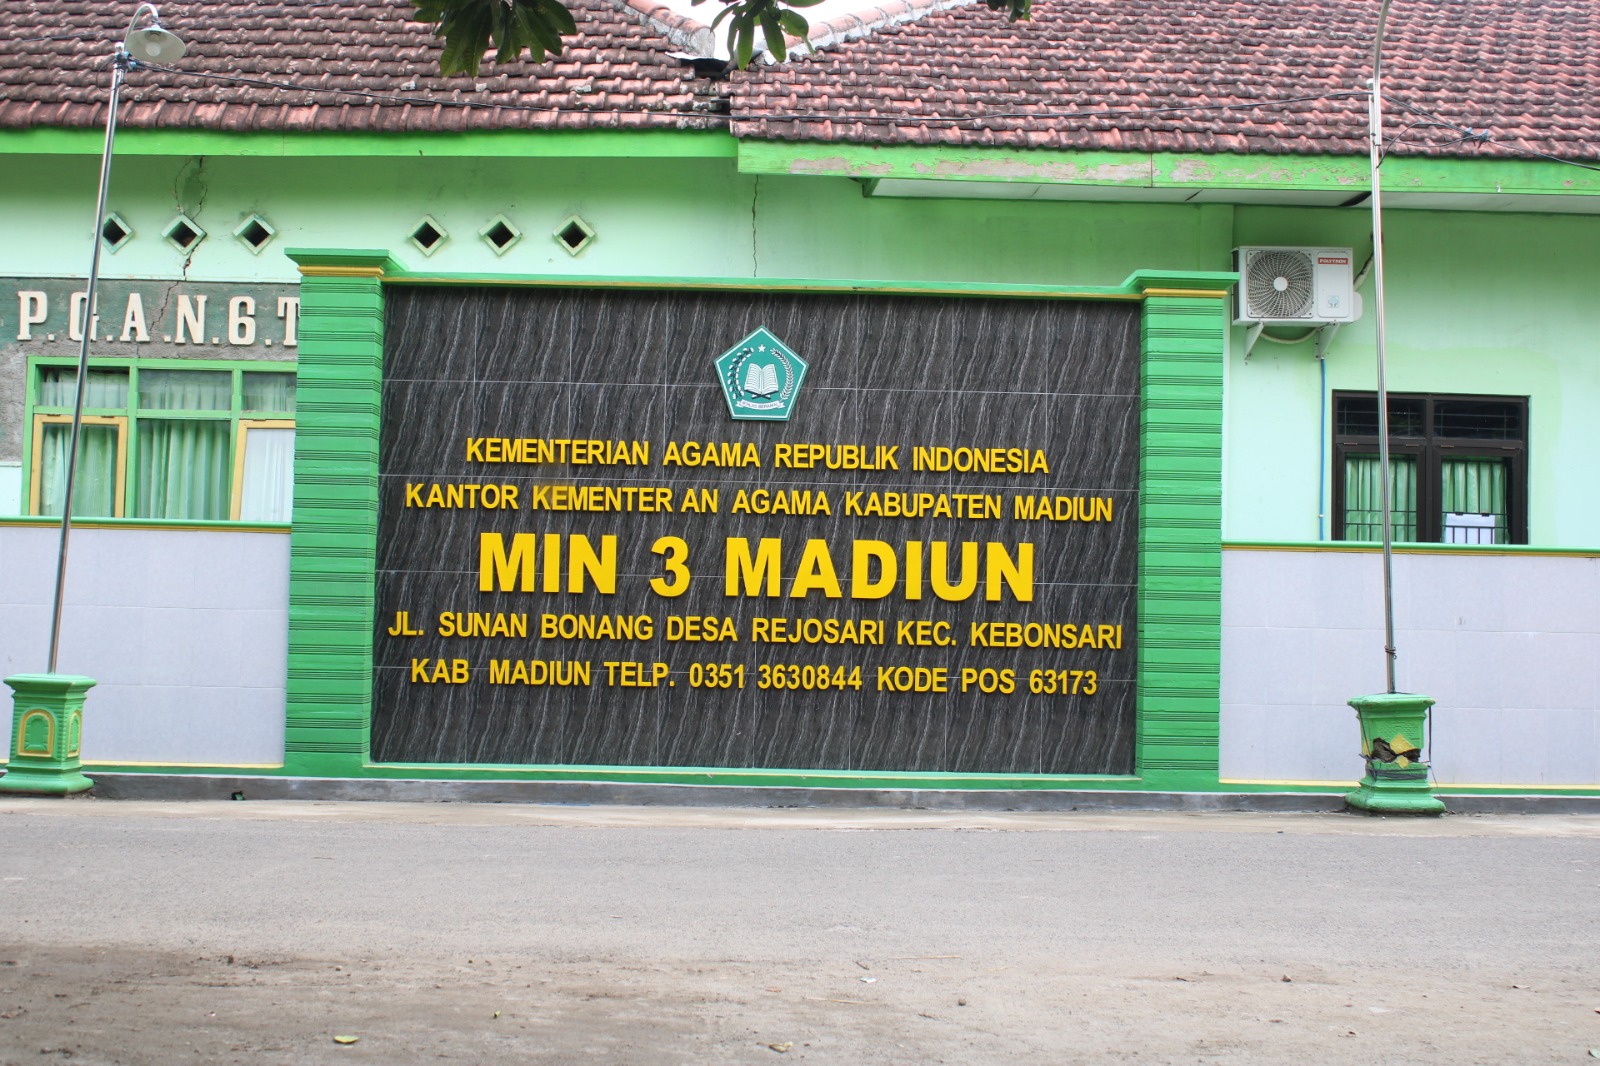 P.G.A.N.6.T
KEMENTERIAN AGAMA REPUBLIK INDONESIA
KANTOR KEMENTER AN AGAMA KABUPATEN MADIUN
MIN 3 MADIUN
JL. SUNAN BONANG DESA REJOSARI KEC. KEBONSARI
KAB MADIUN TELP. 0351 3630844 KODE POS 63173
POLYTRON